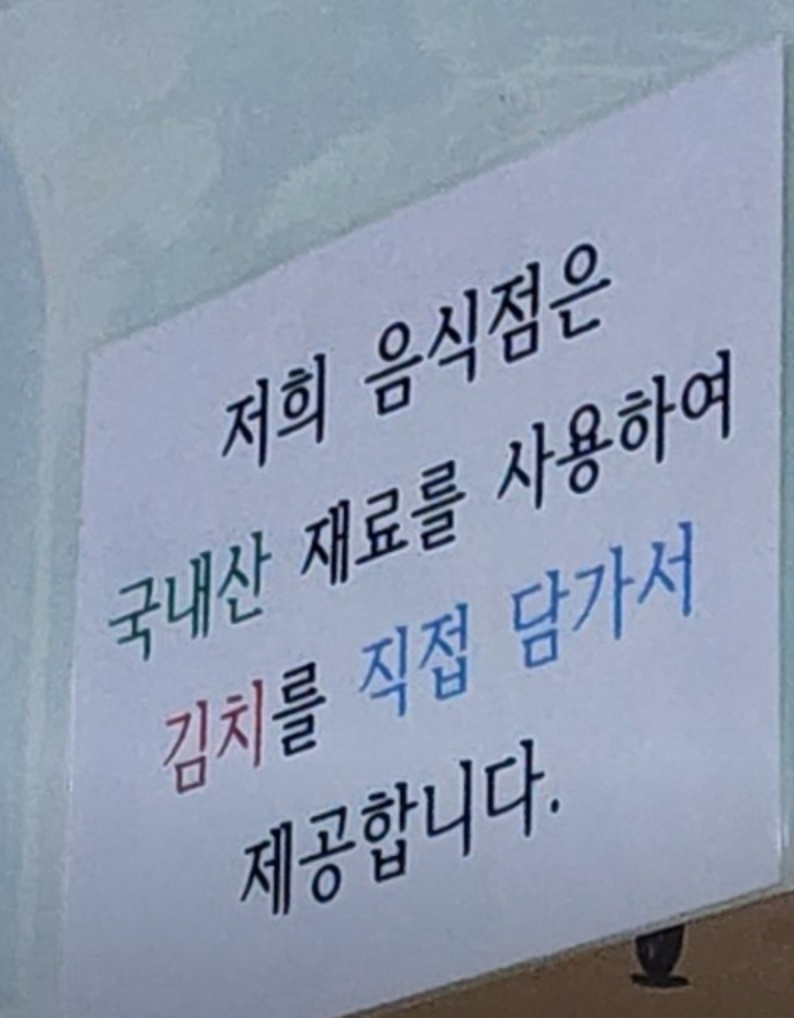 저희 음식점은
국내산 재료를 사용하여
김치를 직접 담가서
제공합니다.